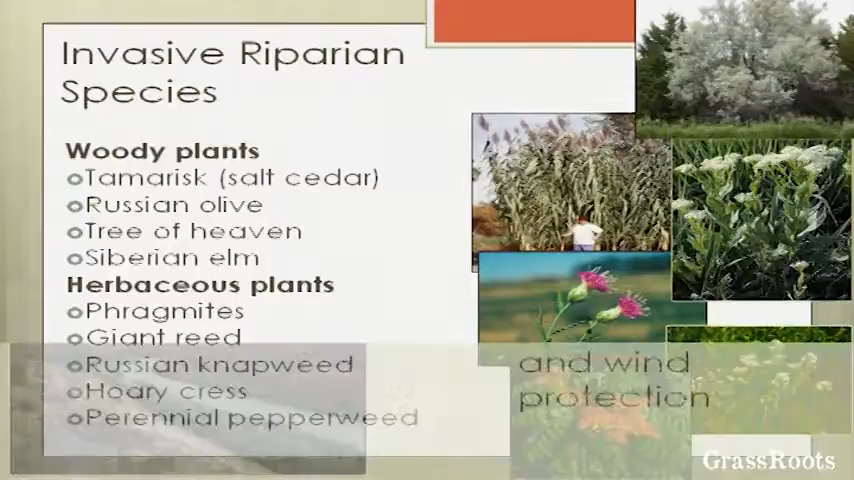 Invasive Riparian
Species
Woody plants
Tamarisk (salt cedar)
Russian olive
Tree of heaven
Siberian elm
Herbaceous plants
Phragmites
Giant reed
Russian knapweed
Hoary cress
Perennial pepperweed
and wind
protection
GrassRoots